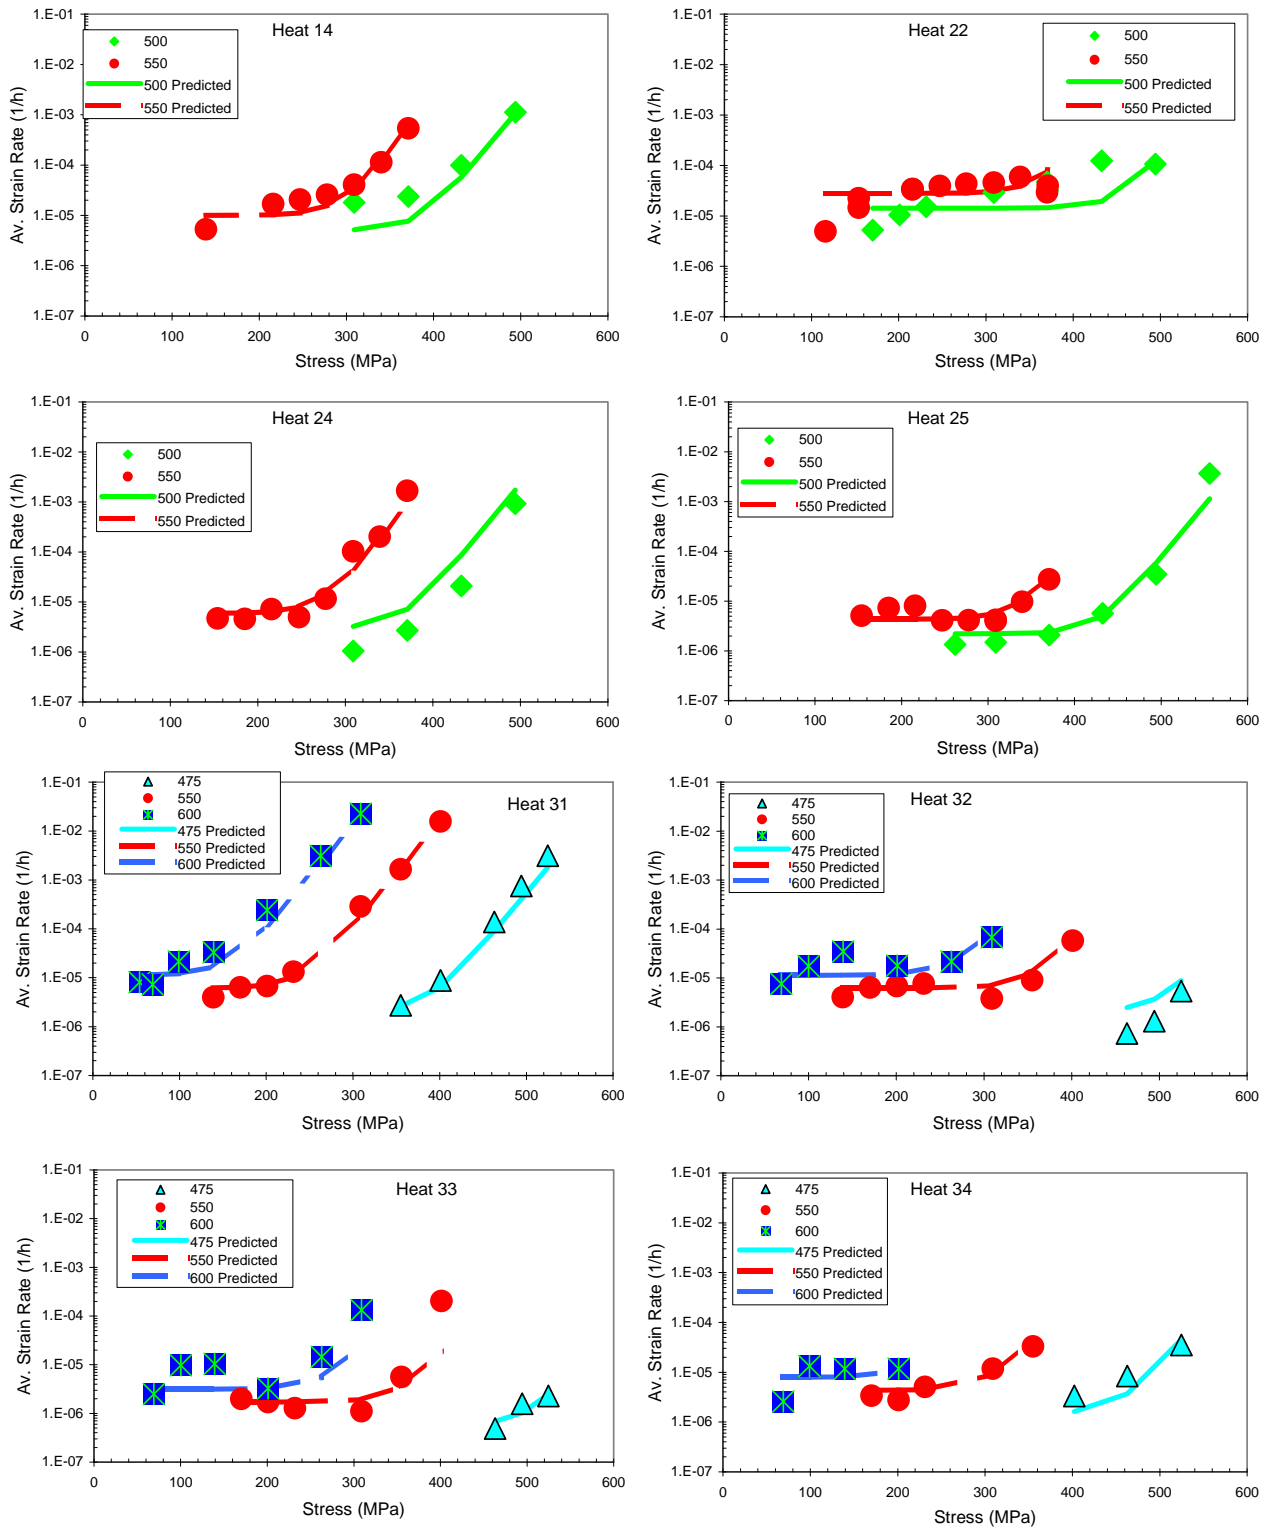 Heat 14
Av. Strain Rate (1/h)
1.E-01
1.E-02
1.E-03
1.E-04
1.E-05
1.E-06
1.E-07
500
550
500 Predicted
550 Predicted
0 100 200 300 400 500 600
Stress (MPa)
Heat 22
Av. Strain Rate (1/h)
1.E-01
1.E-02
1.E-03
1.E-04
1.E-05
1.E-06
1.E-07
500
550
500 Predicted
550 Predicted
0 100 200 300 400 500 600
Stress (MPa)
Heat 24
Av. Strain Rate (1/h)
1.E-01
1.E-02
1.E-03
1.E-04
1.E-05
1.E-06
1.E-07
500
550
500 Predicted
550 Predicted
0 100 200 300 400 500 600
Stress (MPa)
Heat 25
Av. Strain Rate (1/h)
1.E-01
1.E-02
1.E-03
1.E-04
1.E-05
1.E-06
1.E-07
500
550
500 Predicted
550 Predicted
0 100 200 300 400 500 600
Stress (MPa)
Heat 31
Av. Strain Rate (1/h)
1.E-01
1.E-02
1.E-03
1.E-04
1.E-05
1.E-06
1.E-07
475
550
600
475 Predicted
550 Predicted
600 Predicted
0 100 200 300 400 500 600
Stress (MPa)
Heat 32
Av. Strain Rate (1/h)
1.E-01
1.E-02
1.E-03
1.E-04
1.E-05
1.E-06
1.E-07
475
550
600
475 Predicted
550 Predicted
600 Predicted
0 100 200 300 400 500 600
Stress (MPa)
Heat 33
Av. Strain Rate (1/h)
1.E-01
1.E-02
1.E-03
1.E-04
1.E-05
1.E-06
1.E-07
475
550
600
475 Predicted
550 Predicted
600 Predicted
0 100 200 300 400 500 600
Stress (MPa)
Heat 34
Av. Strain Rate (1/h)
1.E-01
1.E-02
1.E-03
1.E-04
1.E-05
1.E-06
1.E-07
475
550
600
475 Predicted
550 Predicted
600 Predicted
0 100 200 300 400 500 600
Stress (MPa)